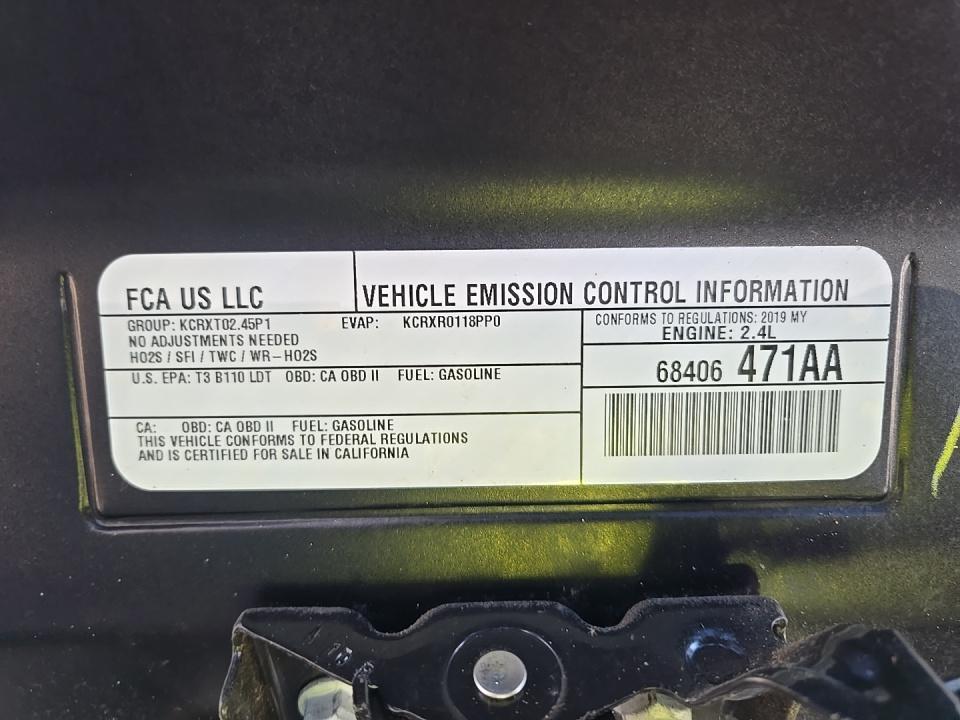 FCA US LLC
VEHICLE EMISSION CONTROL INFORMATION
GROUP: KCRXT02.45P1 EVAP: KCRXR0118PP0
NO ADJUSTMENTS NEEDED
HO2S / SFI / TWC / WR-HO2S
U.S. EPA: T3 B110 LDT OBD: CA OBD II FUEL: GASOLINE
CA: OBD: CA OBD II FUEL: GASOLINE
THIS VEHICLE CONFORMS TO FEDERAL REGULATIONS
AND IS CERTIFIED FOR SALE IN CALIFORNIA
CONFORMS TO REGULATIONS: 2019 MY
ENGINE: 2.4L
68406 471AA